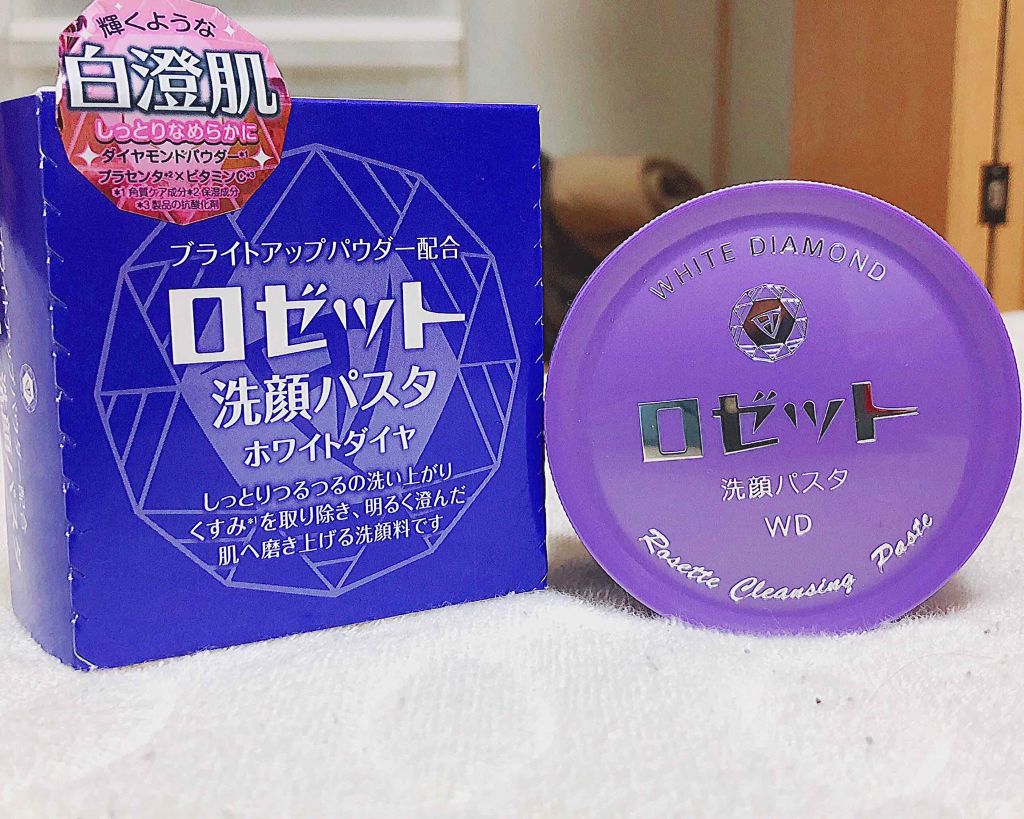 輝くような
白澄肌
しっとりなめらかに
ダイヤモンドパウダー*1
プラセンタ*2×ビタミンC*3
*1 角質ケア成分*2 保湿成分
*3 製品の抗酸化剤
ブライトアップパウダー配合
ロゼット
洗顔パスタ
ホワイトダイヤ
しっとりつるつるの洗い上がり
くすみ*1を取り除き、明るく澄んだ
肌へ磨き上げる洗顔料です
WHITE DIAMOND
ロゼット
洗顔パスタ
WD
Rosette Cleansing Paste